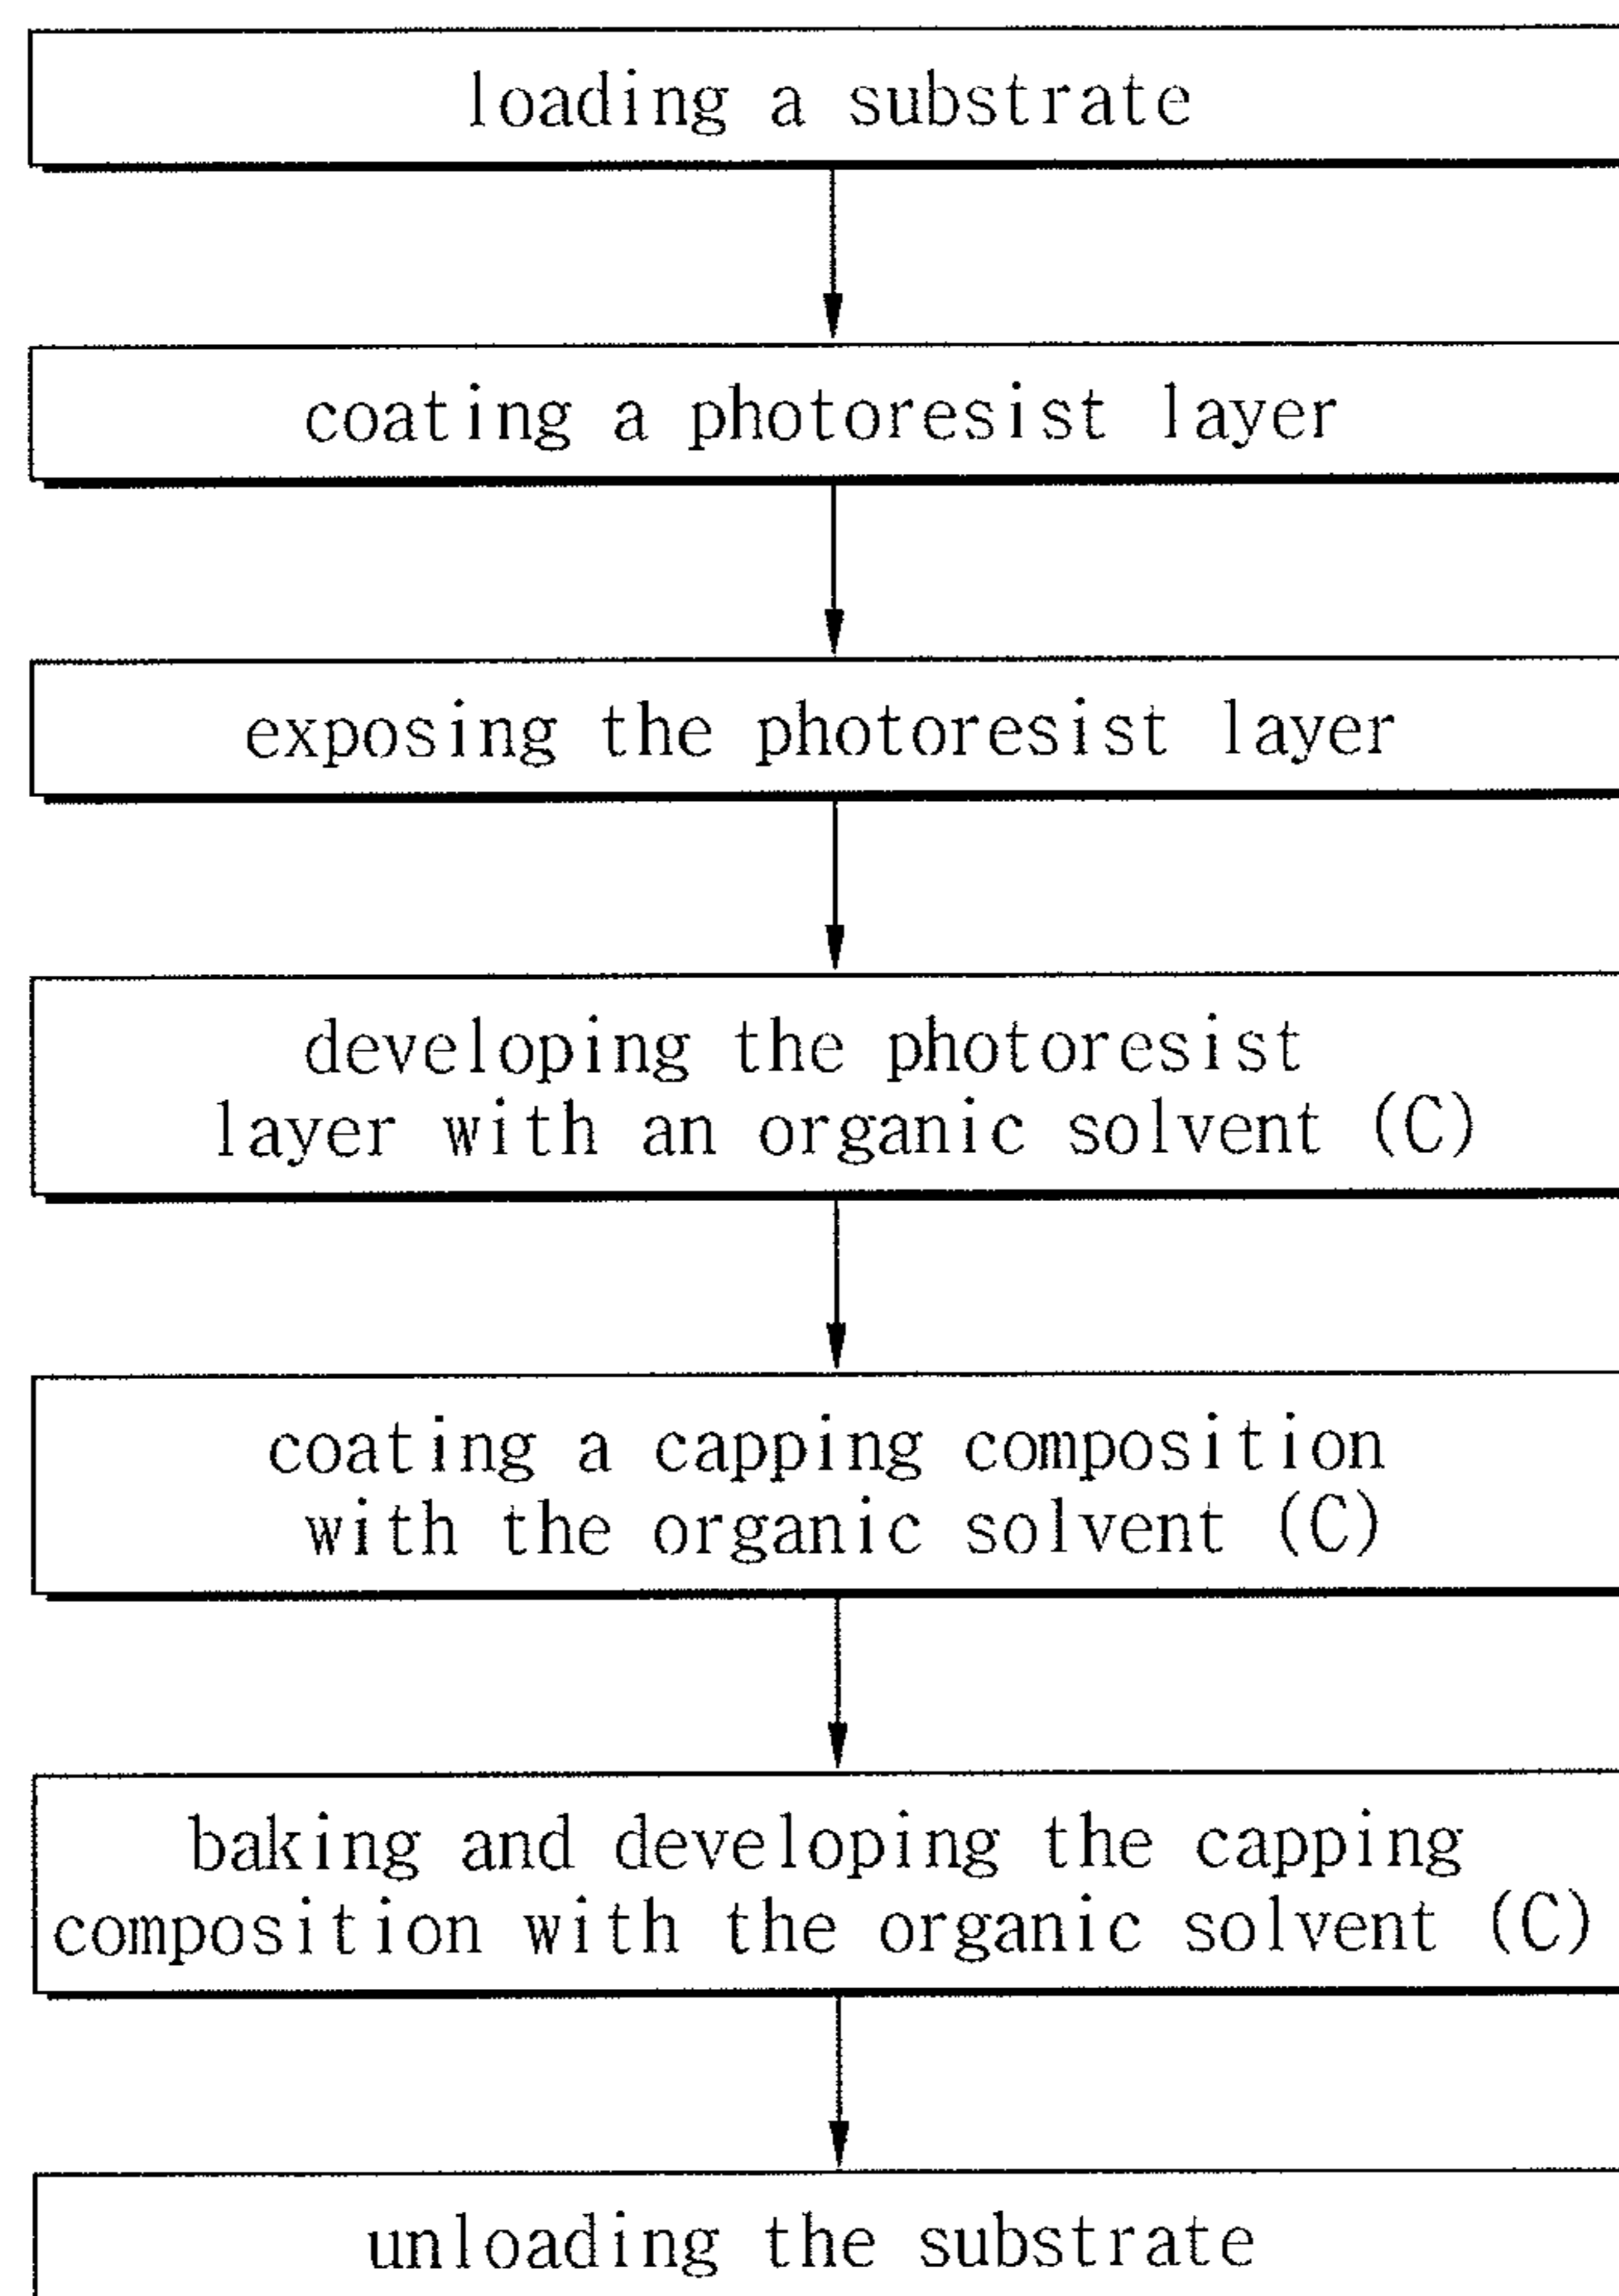 loading a substrate
coating a photoresist layer
exposing the photoresist layer
developing the photoresist
layer with an organic solvent (C)
coating a capping composition
with the organic solvent (C)
baking and developing the capping
composition with the organic solvent (C)
unloading the substrate